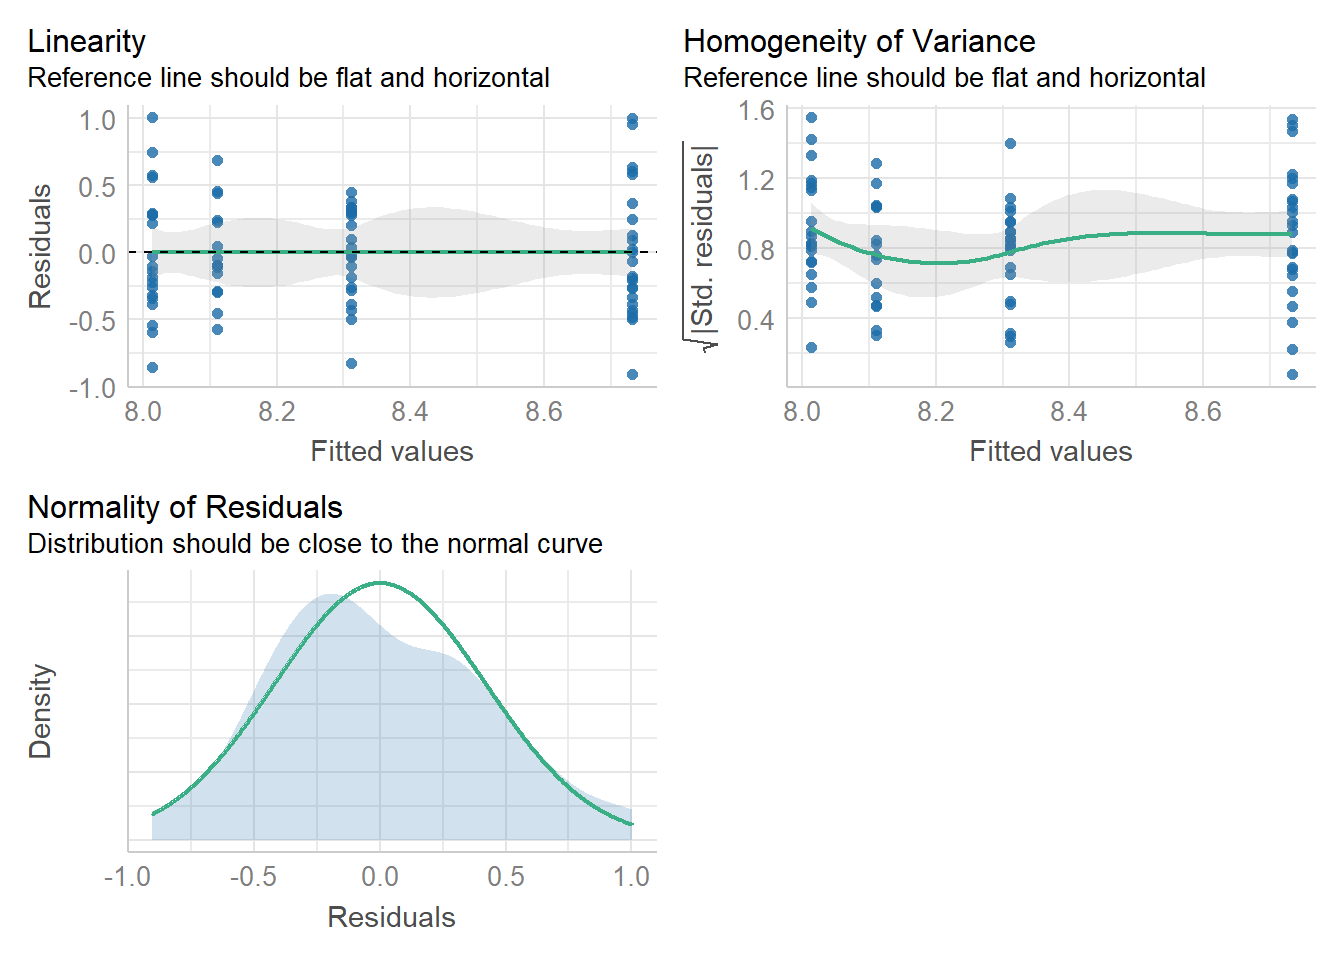 Linearity
Reference line should be flat and horizontal
Residuals
1.0
0.5
0.0
-0.5
-1.0
8.0 8.2 8.4 8.6
Fitted values
Homogeneity of Variance
Reference line should be flat and horizontal
√|Std. residuals|
1.6
1.2
0.8
0.4
8.0 8.2 8.4 8.6
Fitted values
Normality of Residuals
Distribution should be close to the normal curve
Density
-1.0 -0.5 0.0 0.5 1.0
Residuals